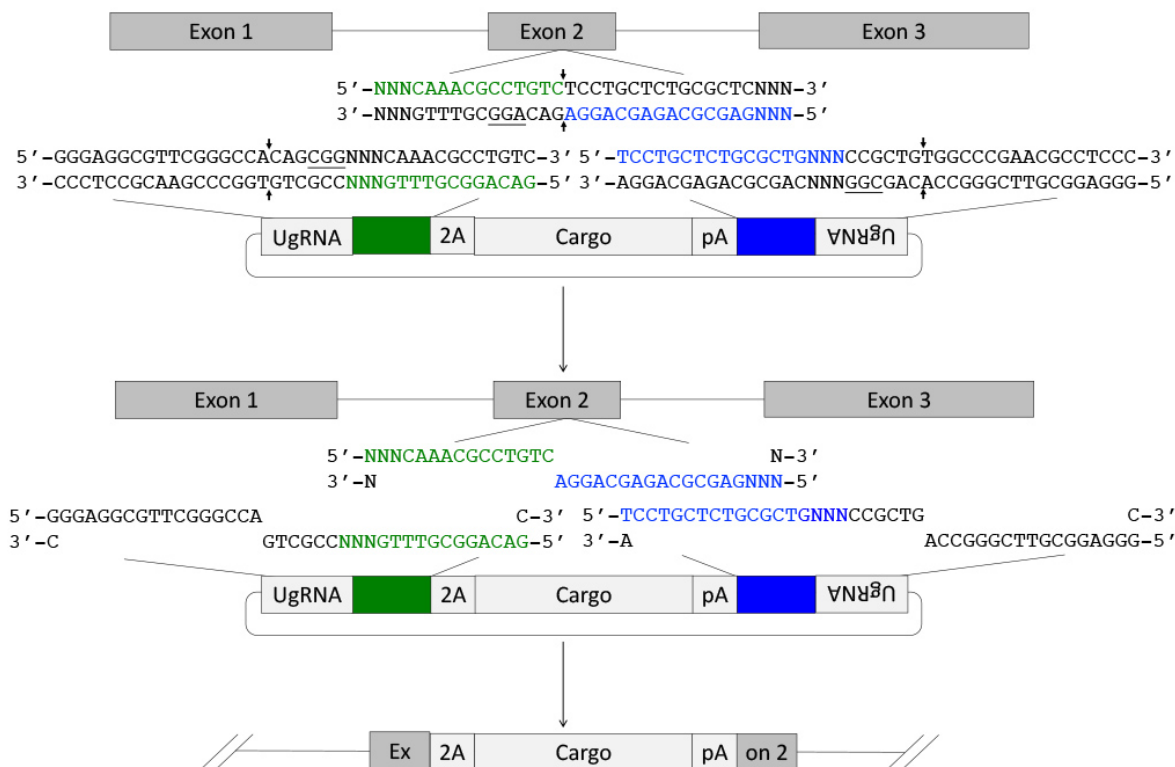 Exon 1 Exon 2 Exon 3
5’-NNNCAAACGCCTGTCTCCTGCTCTGCGCTCNNN-3’
3’-NNNGTTTGCGGACAGAGGACGAGACGCGAGNNN-5’
5’-GGGAGGCGTTCGGGCCACAGCGGNNNCAAACGCCTGTC-3’ 5’-TCCTGCTCTGCGCTGNNNCCGCTGTGGCCCGAACGCCTCCC-3’
3’-CCCTCCGCAAGCCCGGTGTCGCCNNNGTTTGCGGACAG-5’ 3’-AGGACGAGACGCGACNNNGGCGACACCGGGCTTGCGGAGGG-5’
UgRNA 2A Cargo pA UgRNA
Exon 1 Exon 2 Exon 3
5’-NNNCAAACGCCTGTC N-3’
3’-N AGGACGAGACGCGAGNNN-5’
5’-GGGAGGCGTTCGGGCCA C-3’ 5’-TCCTGCTCTGCGCTGNNNCCGCTG C-3’
3’-C GTCGCCNNNGTTTGCGGACAG-5’ 3’-A ACCGGGCTTGCGGAGGG-5’
UgRNA 2A Cargo pA UgRNA
Ex 2A Cargo pA on 2